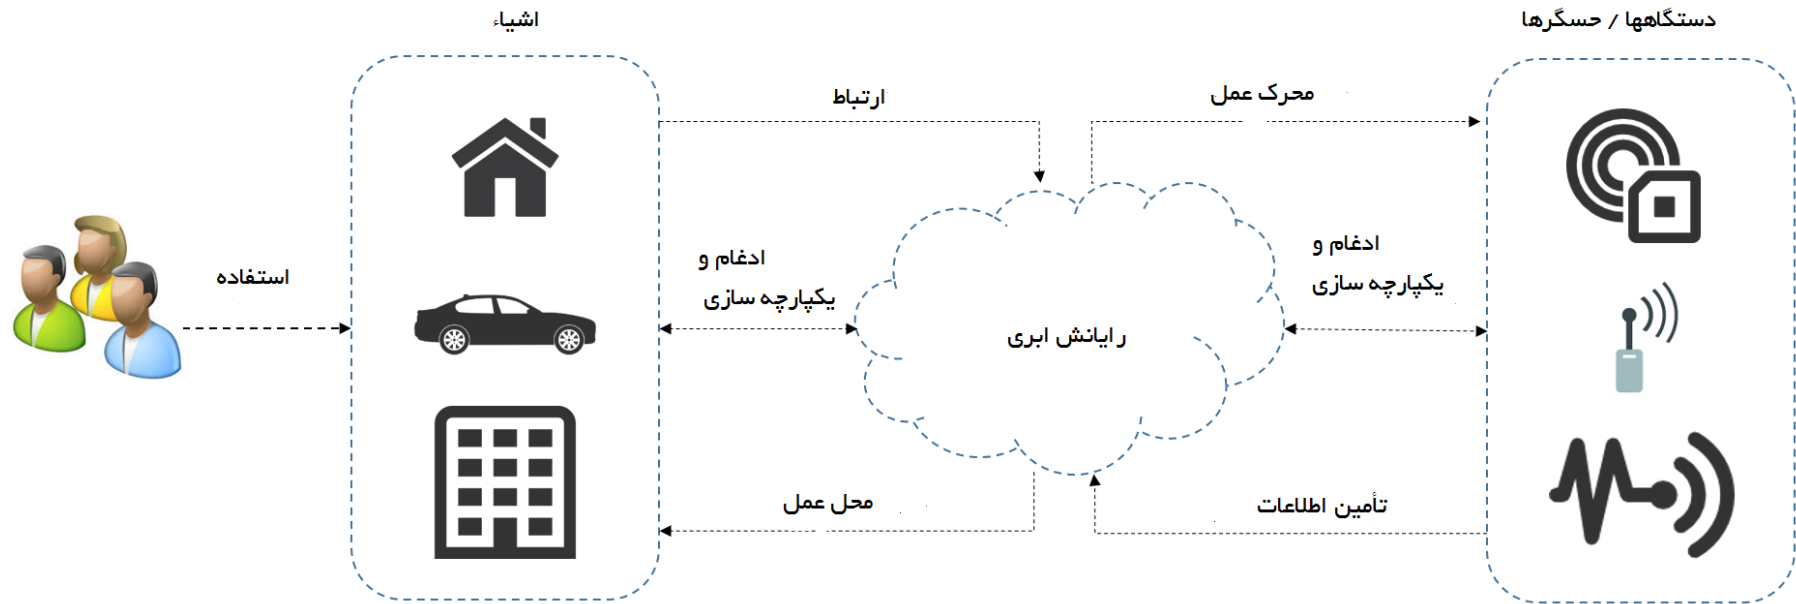 دستگاهها / حسگرها
اشیاء
محرک عمل
ارتباط
ادغام و
یکپارچه سازی
ادغام و
یکپارچه سازی
استفاده
رایانش ابری
تأمین اطلاعات
محل عمل